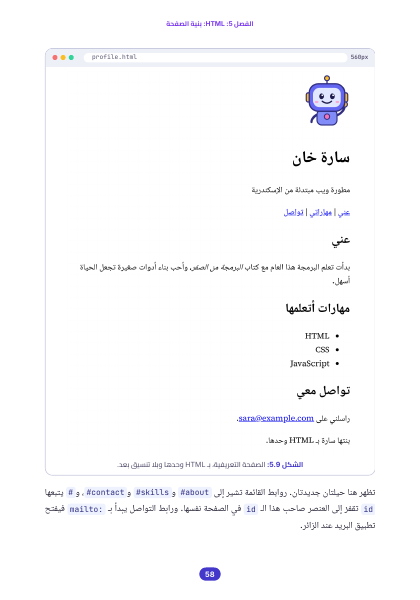 الفصل 5: HTML: بنية الصفحة
profile.html
560px
سارة خان
مطورة ويب مبتدئة من الإسكندرية
عني | مهاراتي | تواصل
عني
بدأت تعلم البرمجة هذا العام مع كتاب البرمجة من الصفر، وأحب بناء أدوات صغيرة تجعل الحياة
أسهل.
مهارات أتعلمها
HTML
CSS
JavaScript
تواصل معي
راسلني على sara@example.com.
بنتها سارة بـ HTML وحدها.
الشكل 5.9: الصفحة التعريفية، بـ HTML وحدها وبلا تنسيق بعد.
تظهر هنا حيلتان جديدتان. روابط القائمة تشير إلى #about و #skills و #contact، و # يتبعها
id تقفز إلى العنصر صاحب هذا الـ id في الصفحة نفسها. ورابط التواصل يبدأ بـ mailto: فيفتح
تطبيق البريد عند الزائر.
58